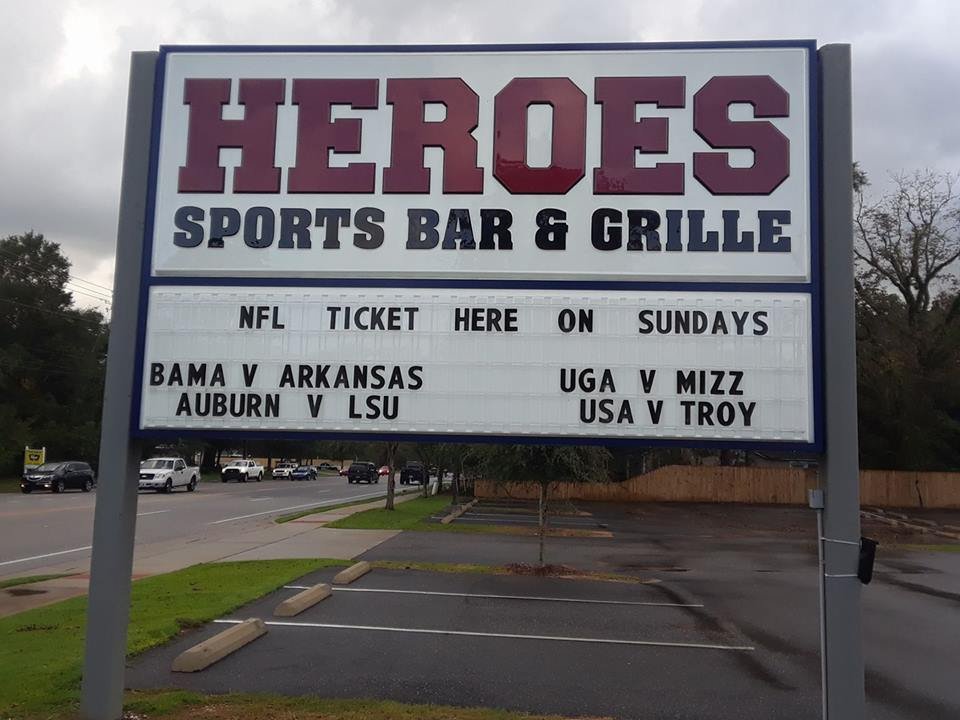 HEROES
SPORTS BAR & GRILLE
NFL TICKET HERE ON SUNDAYS
BAMA V ARKANSAS UGA V MIZZ
AUBURN V LSU USA V TROY